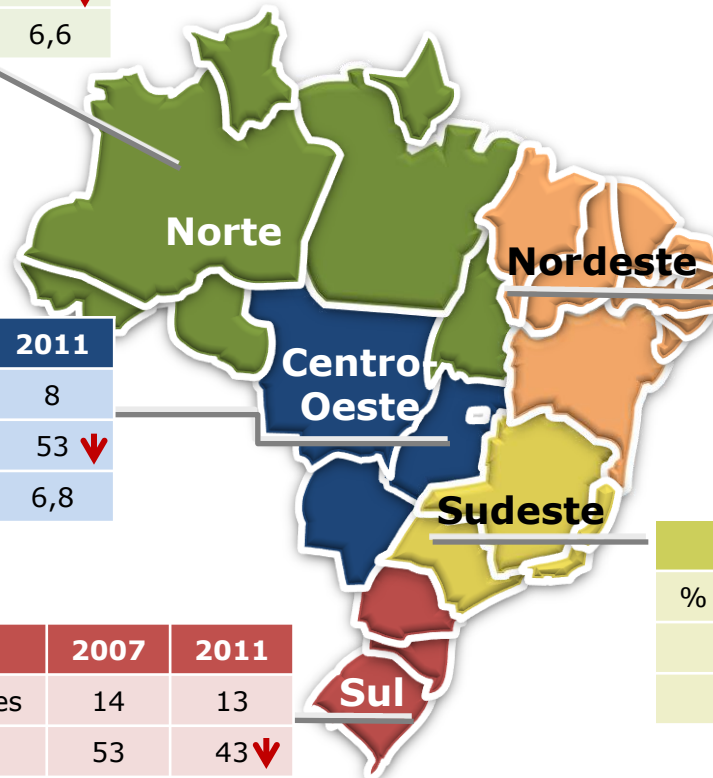 6,6
Norte
Nordeste
2011
8
53
6,8
Centro-
Oeste
Sudeste
%
2007 2011
es 14 13
53 43
Sul